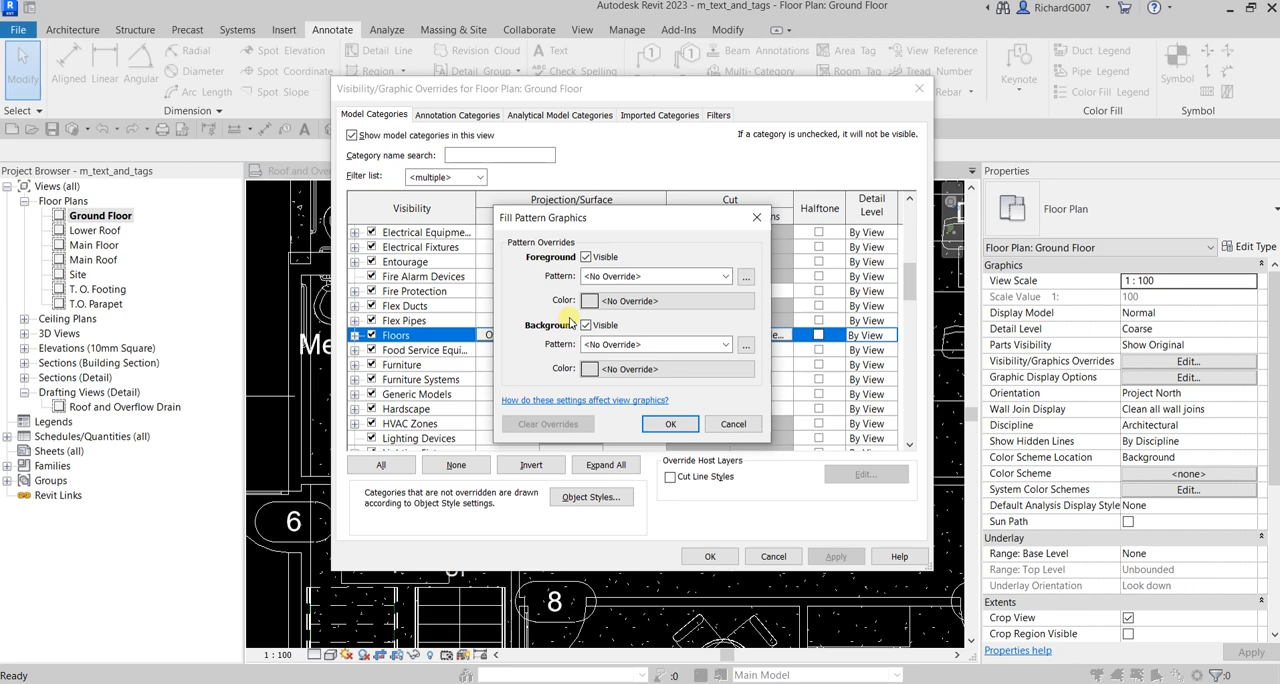 Autodesk Revit 2023 - m_text_and_tags - Floor Plan: Ground Floor
RichardG007
File Architecture Structure Precast Systems Insert Annotate Analyze Massing & Site Collaborate View Manage Add-Ins Modify
Modify Aligned Linear Angular Radial Spot Elevation Detail Line Revision Cloud A Text Beam Annotations Area Tag View Reference Keynote Duct Legend Symbol
Diameter Spot Coordinate Region Detail Group Check Spelling Multi- Category Room Tag Tread Number Pipe Legend
Arc Length Spot Slope Rebar Color Fill Legend
Select Dimension Color Fill Symbol
Visibility/Graphic Overrides for Floor Plan: Ground Floor
Model Categories Annotation Categories Analytical Model Categories Imported Categories Filters
Show model categories in this view
If a category is unchecked, it will not be visible.
Category name search:
Filter list: <multiple>
Visibility Projection/Surface Cut Halftone Detail Level
Electrical Equipme... By View
Electrical Fixtures By View
Entourage By View
Fire Alarm Devices By View
Fire Protection By View
Flex Ducts By View
Flex Pipes By View
Floors By View
Food Service Equi... By View
Furniture By View
Furniture Systems By View
Generic Models By View
Hardscape By View
HVAC Zones By View
Lighting Devices By View
All None Invert Expand All
Override Host Layers
Cut Line Styles Edit...
Categories that are not overridden are drawn
according to Object Style settings.
Object Styles...
OK Cancel Apply Help
Fill Pattern Graphics
Pattern Overrides
Foreground Visible
Pattern: <No Override> ...
Color: <No Override>
Background Visible
Pattern: <No Override> ...
Color: <No Override>
How do these settings affect view graphics?
Clear Overrides OK Cancel
Project Browser - m_text_and_tags
Views (all)
Floor Plans
Ground Floor
Lower Roof
Main Floor
Main Roof
Site
T. O. Footing
T.O. Parapet
Ceiling Plans
3D Views
Elevations (10mm Square)
Sections (Building Section)
Sections (Detail)
Drafting Views (Detail)
Roof and Overflow Drain
Legends
Schedules/Quantities (all)
Sheets (all)
Families
Groups
Revit Links
Roof and Over
Me
6
8
Properties
Floor Plan
Floor Plan: Ground Floor Edit Type
Graphics
View Scale 1 : 100
Scale Value 1: 100
Display Model Normal
Detail Level Coarse
Parts Visibility Show Original
Visibility/Graphics Overrides Edit...
Graphic Display Options Edit...
Orientation Project North
Wall Join Display Clean all wall joins
Discipline Architectural
Show Hidden Lines By Discipline
Color Scheme Location Background
Color Scheme <none>
System Color Schemes Edit...
Default Analysis Display Style None
Sun Path
Underlay
Range: Base Level None
Range: Top Level Unbounded
Underlay Orientation Look down
Extents
Crop View
Crop Region Visible
Properties help Apply
1 : 100
Ready :0 Main Model :0